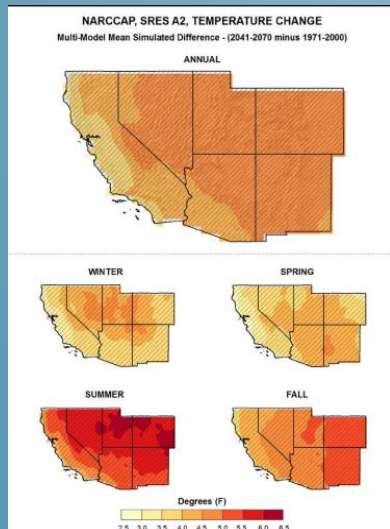 NARCCAP, SRES A2, TEMPERATURE CHANGE
Multi-Model Mean Simulated Difference - (2041-2070 minus 1971-2000)
ANNUAL
WINTER
SPRING
SUMMER
FALL
Degrees (F)
2.5 3.0 3.5 4.0 4.5 5.0 5.5 6.0 6.5